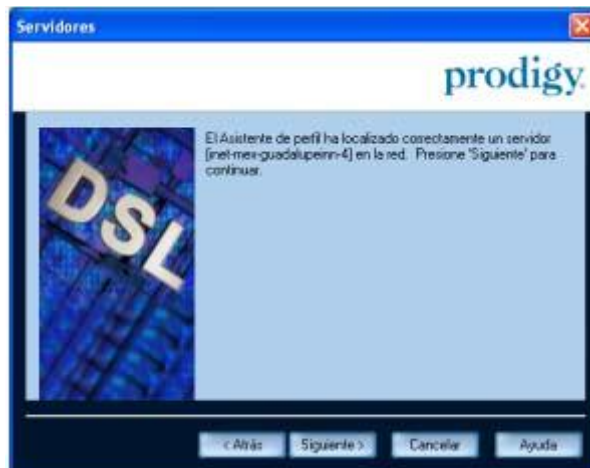 Servidores
prodigy.
El Asistente de perfil ha localizado correctamente un servidor
[inet-mex-guadalupeinn-4] en la red. Presione 'Siguiente' para
continuar.
DSL
< Atrás
Siguiente >
Cancelar
Ayuda